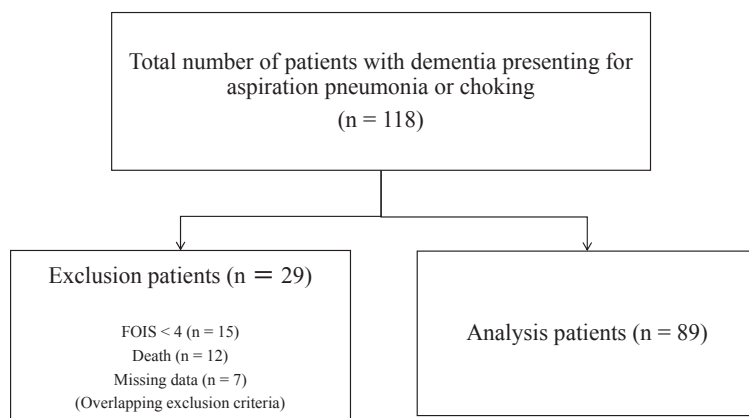 Total number of patients with dementia presenting for
aspiration pneumonia or choking
(n = 118)
Exclusion patients (n = 29)
FOIS < 4 (n = 15)
Death (n = 12)
Missing data (n = 7)
(Overlapping exclusion criteria)
Analysis patients (n = 89)